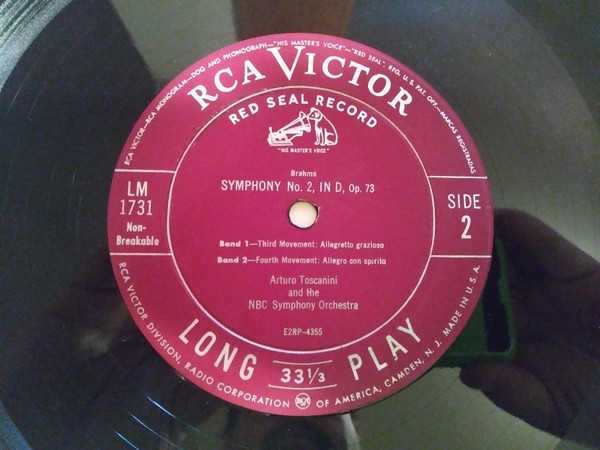 RCA VICTOR—RCA MONOGRAM—DOG AND PHONOGRAPH—"HIS MASTER'S VOICE"—"RED SEAL" REG. U.S. PAT. OFF.—MARCAS REGISTRADAS
RCA VICTOR
RED SEAL RECORD
"HIS MASTER'S VOICE"
Brahms
SYMPHONY No. 2, IN D, Op. 73
LM
1731
Non-
Breakable
SIDE
2
Band 1—Third Movement: Allegretto grazioso
Band 2—Fourth Movement: Allegro con spirito
Arturo Toscanini
and the
NBC Symphony Orchestra
E2RP-4355
LONG 33 1/3 PLAY
RCA VICTOR DIVISION, RADIO CORPORATION RCA OF AMERICA, CAMDEN, N. J. MADE IN U.S.A.